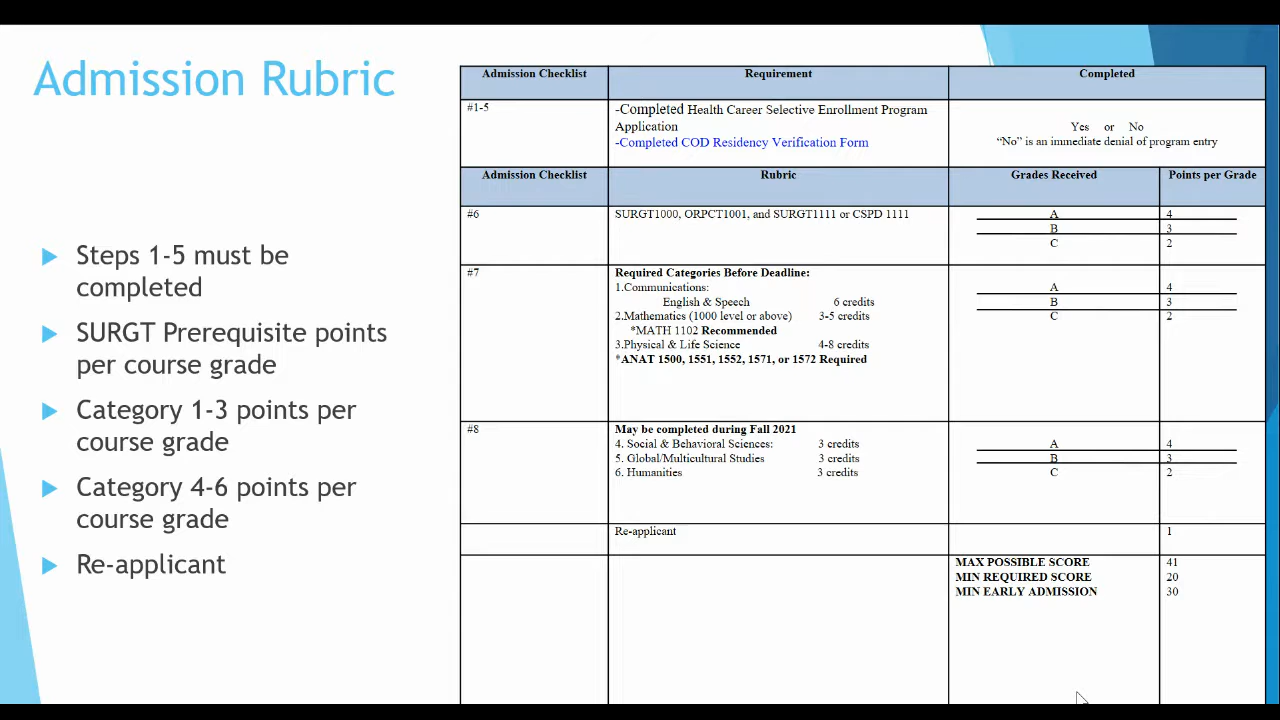 Admission Rubric
Steps 1-5 must be
completed
SURGT Prerequisite points
per course grade
Category 1-3 points per
course grade
Category 4-6 points per
course grade
Re-applicant
Admission Checklist Requirement Completed
#1-5 -Completed Health Career Selective Enrollment Program
Application
-Completed COD Residency Verification Form
Yes or No
“No” is an immediate denial of program entry
Admission Checklist Rubric Grades Received Points per Grade
#6 SURGT1000, ORPCT1001, and SURGT1111 or CSPD 1111 A 4
B 3
C 2
#7 Required Categories Before Deadline:
1.Communications: A 4
English & Speech 6 credits B 3
2.Mathematics (1000 level or above) 3-5 credits C 2
*MATH 1102 Recommended
3.Physical & Life Science 4-8 credits
*ANAT 1500, 1551, 1552, 1571, or 1572 Required
#8 May be completed during Fall 2021
4. Social & Behavioral Sciences: 3 credits A 4
5. Global/Multicultural Studies 3 credits B 3
6. Humanities 3 credits C 2
Re-applicant 1
MAX POSSIBLE SCORE 41
MIN REQUIRED SCORE 20
MIN EARLY ADMISSION 30